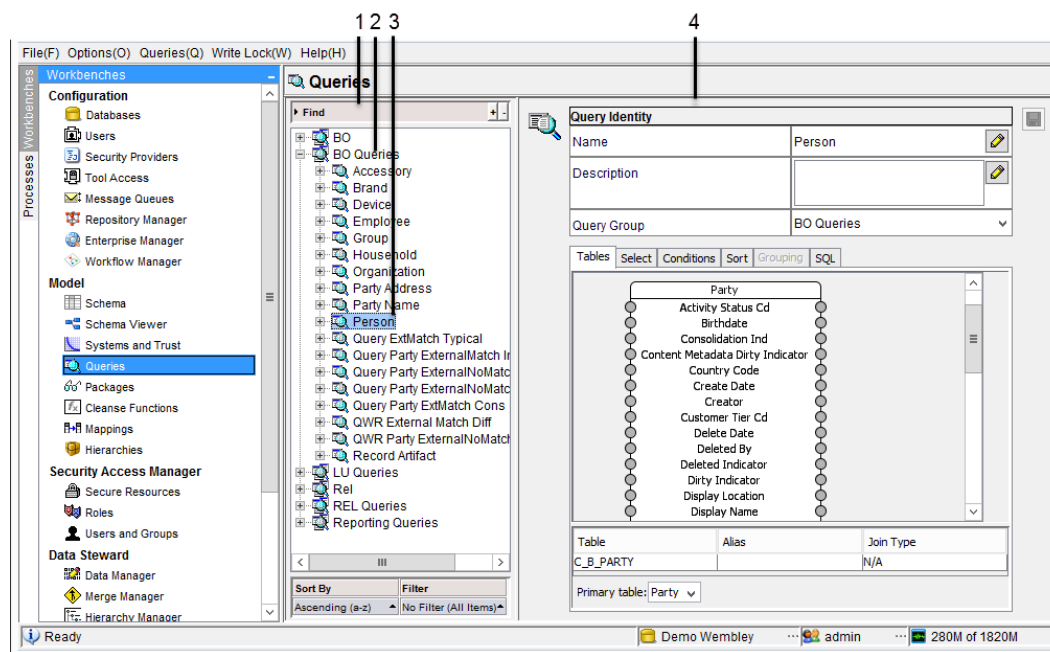 1 2 3 4
File(F) Options(O) Queries(Q) Write Lock(W) Help(H)
Workbenches
Processes
Workbenches
Configuration
Databases
Users
Security Providers
Tool Access
Message Queues
Repository Manager
Enterprise Manager
Workflow Manager
Model
Schema
Schema Viewer
Systems and Trust
Queries
Packages
Cleanse Functions
Mappings
Hierarchies
Security Access Manager
Secure Resources
Roles
Users and Groups
Data Steward
Data Manager
Merge Manager
Hierarchy Manager
Queries
Find
BO
BO Queries
Accessory
Brand
Device
Employee
Group
Household
Organization
Party Address
Party Name
Person
Query ExtMatch Typical
Query Party ExternalMatch In
Query Party ExternalNoMatc
Query Party ExternalNoMatc
Query Party ExtMatch Cons
QWR External Match Diff
QWR Party ExternalNoMatch
Record Artifact
LU Queries
Rel
REL Queries
Reporting Queries
Sort By Filter
Ascending (a-z) No Filter (All Items)
Query Identity
Name Person
Description
Query Group BO Queries
Tables Select Conditions Sort Grouping SQL
Party
Activity Status Cd
Birthdate
Consolidation Ind
Content Metadata Dirty Indicator
Country Code
Create Date
Creator
Customer Tier Cd
Delete Date
Deleted By
Deleted Indicator
Dirty Indicator
Display Location
Display Name
Table Alias Join Type
C_B_PARTY N/A
Primary table: Party
Ready Demo Wembley ··· admin ··· 280M of 1820M